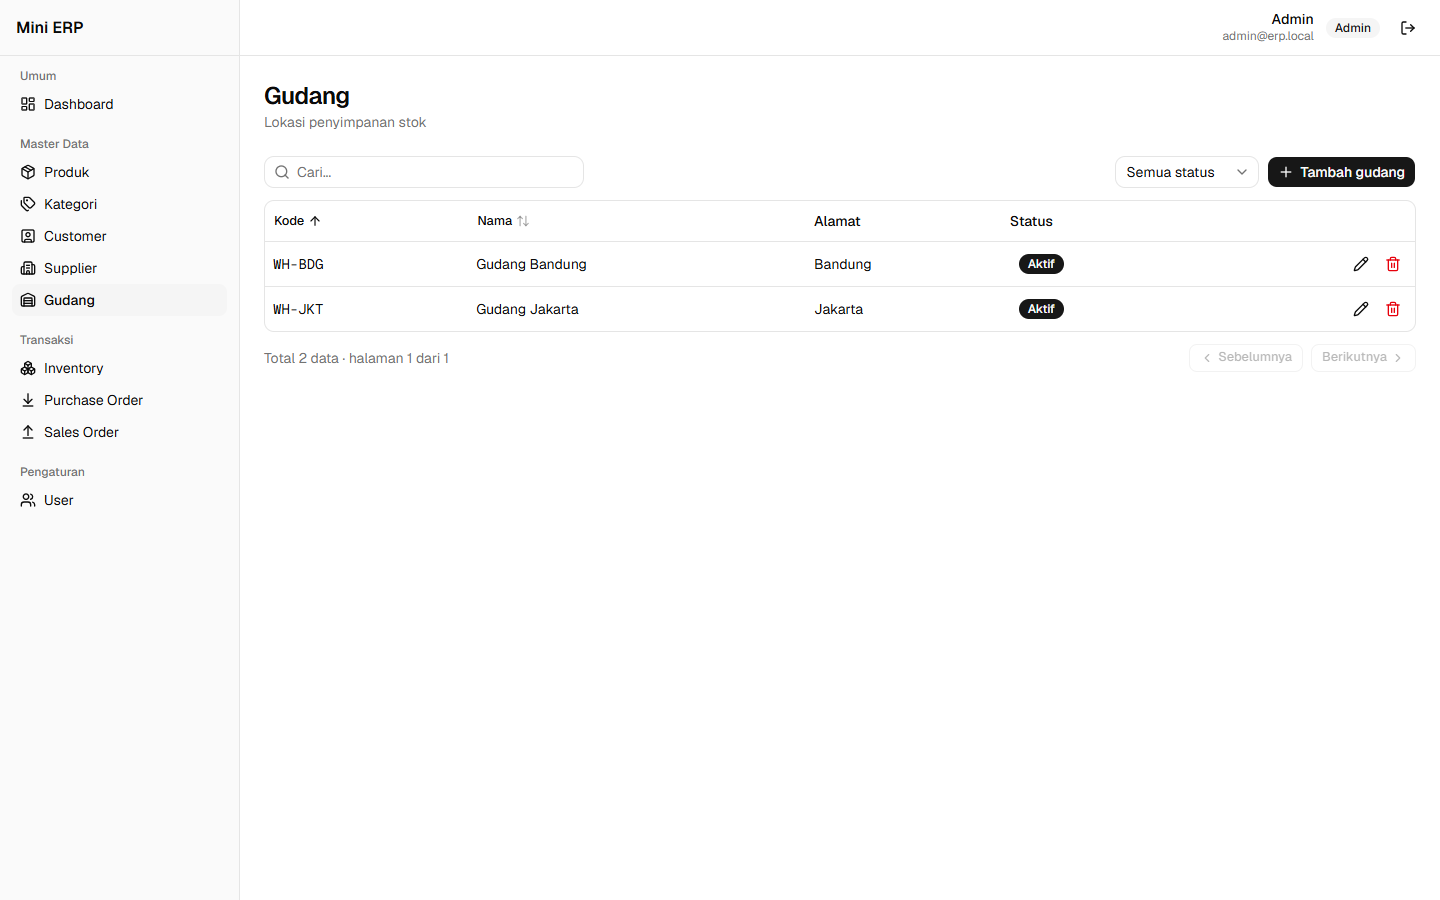 Mini ERP
Admin
admin@erp.local
Admin
Umum
Dashboard
Master Data
Produk
Kategori
Customer
Supplier
Gudang
Transaksi
Inventory
Purchase Order
Sales Order
Pengaturan
User
Gudang
Lokasi penyimpanan stok
Cari...
Semua status
Tambah gudang
Kode Nama Alamat Status
WH-BDG Gudang Bandung Bandung Aktif
WH-JKT Gudang Jakarta Jakarta Aktif
Total 2 data · halaman 1 dari 1
Sebelumnya
Berikutnya